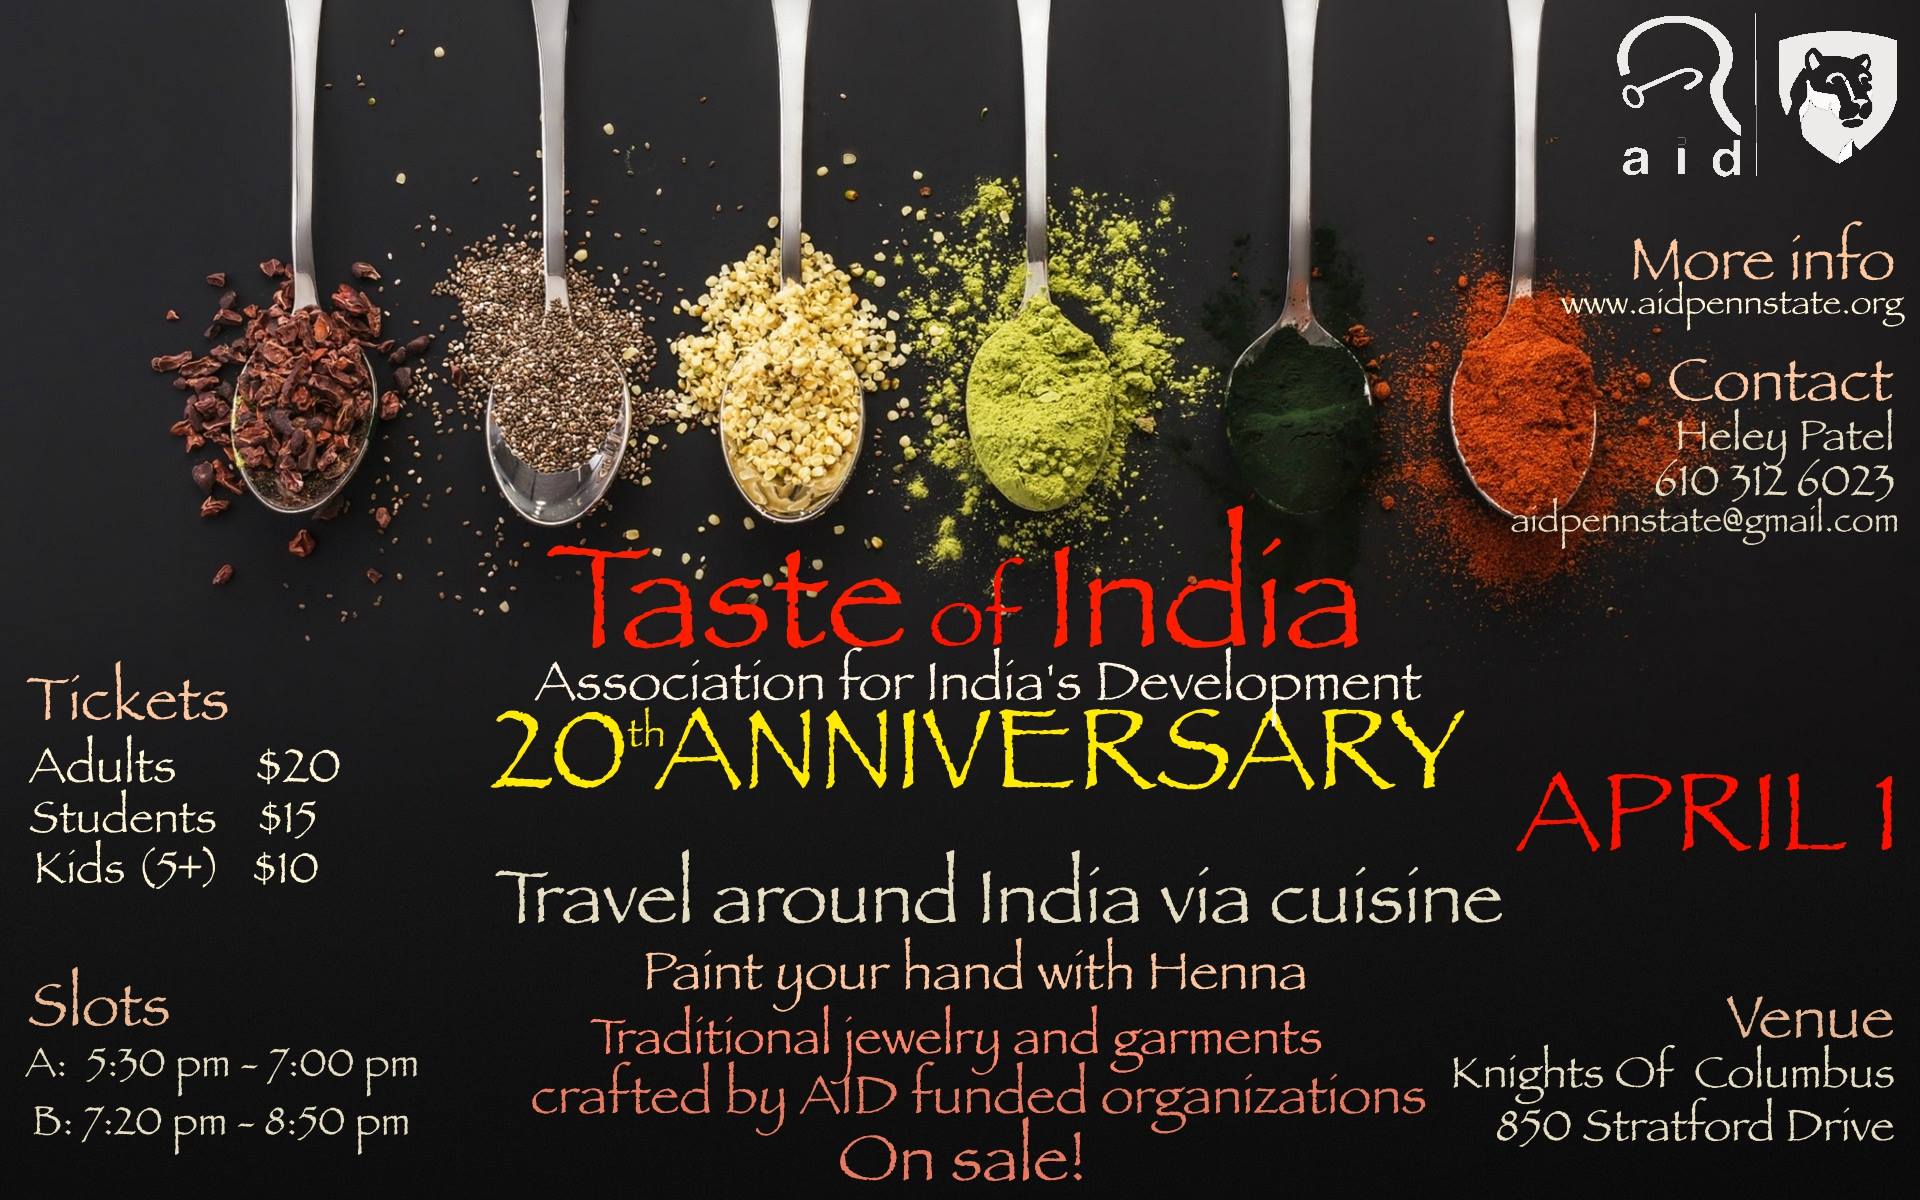 aid
More info
www.aidpennstate.org
Contact
Heley Patel
610 312 6023
aidpennstate@gmail.com
Taste of India
Association for India's Development
20th ANNIVERSARY
APRIL 1
Tickets
Adults $20
Students $15
Kids (5+) $10
Travel around India via cuisine
Paint your hand with Henna
Traditional jewelry and garments
crafted by AID funded organizations
On sale!
Slots
A: 5:30 pm - 7:00 pm
B: 7:20 pm - 8:50 pm
Venue
Knights Of Columbus
850 Stratford Drive